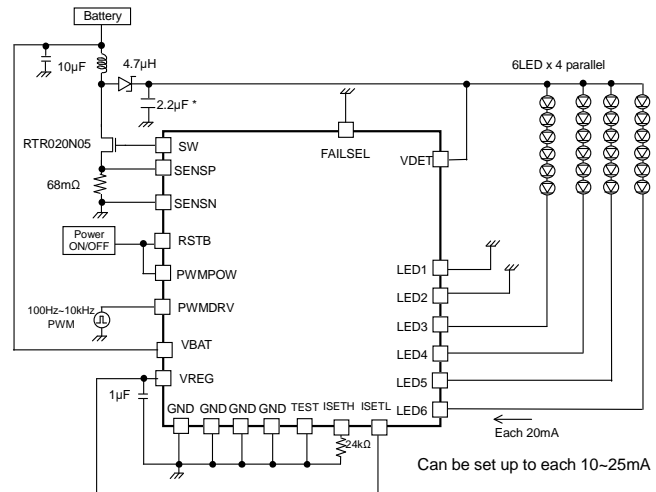 Battery
10µF
4.7µH
2.2µF *
6LED x 4 parallel
RTR020N05
SW
FAILSEL
VDET
SENSP
68mΩ
SENSN
Power
ON/OFF
RSTB
PWMPOW
LED1
LED2
100Hz~10kHz
PWM
PWMDRV
LED3
VBAT
LED4
VREG
LED5
1µF
GND GND GND GND TEST ISETH ISETL
LED6
24kΩ
Each 20mA
Can be set up to each 10~25mA